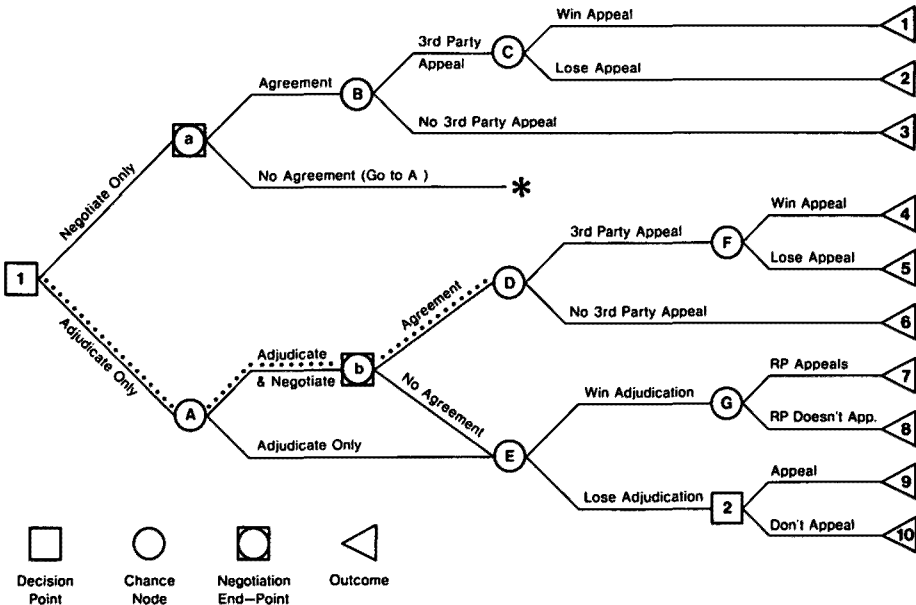 Win Appeal
1
3rd Party
Appeal
C
Lose Appeal
2
Agreement
B
No 3rd Party Appeal
3
a
Negotiate Only
No Agreement (Go to A )
*
Win Appeal
4
3rd Party Appeal
F
Lose Appeal
5
1
Agreement
D
No 3rd Party Appeal
6
Adjudicate Only
Adjudicate
& Negotiate
b
No Agreement
RP Appeals
7
Win Adjudication
G
RP Doesn't App.
8
A
Adjudicate Only
E
Appeal
9
Lose Adjudication
2
Don't Appeal
10
Decision
Point
Chance
Node
Negotiation
End–Point
Outcome